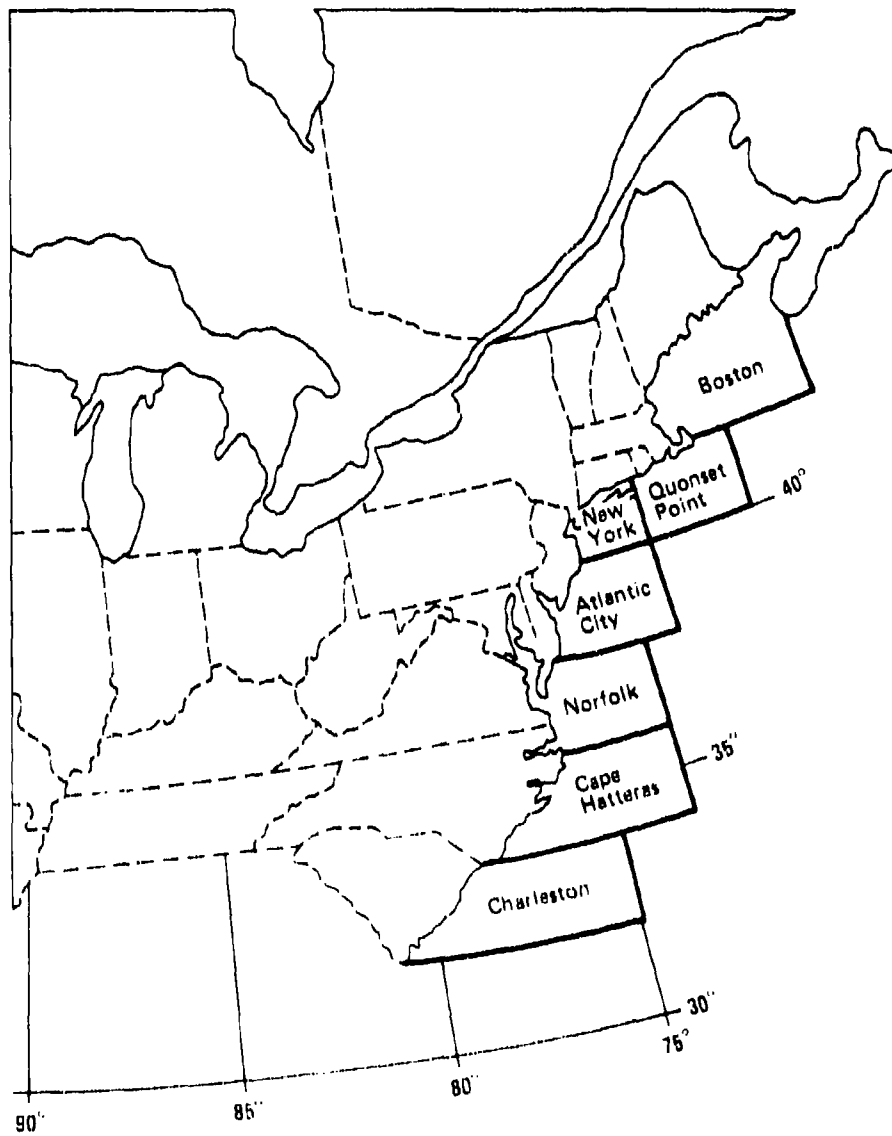 Boston
Quonset
Point
40°
New
York
Atlantic
City
Norfolk
35°
Cape
Hatteras
Charleston
30°
75°
80°
85°
90°